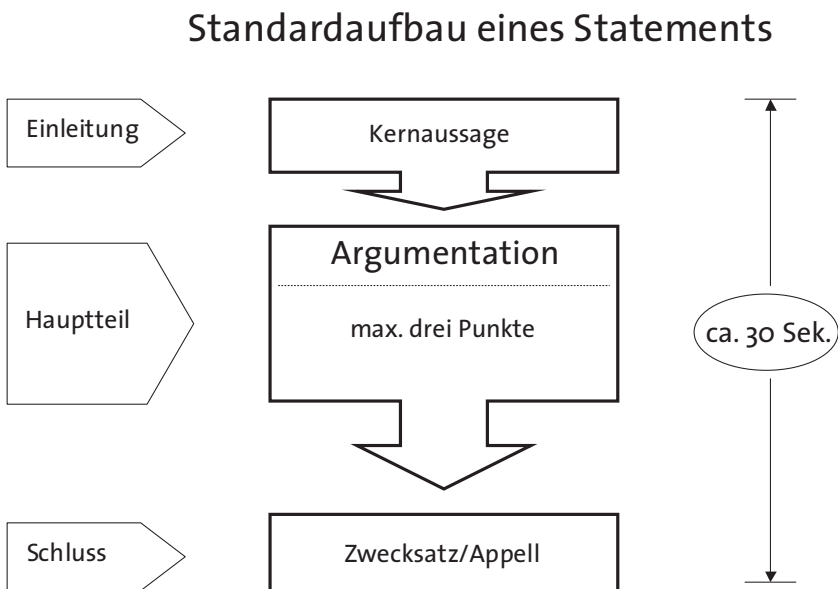 Standardaufbau eines Statements
Einleitung
Kernaussage
Argumentation
Hauptteil
max. drei Punkte
ca. 30 Sek.
Schluss
Zwecksatz/Appell